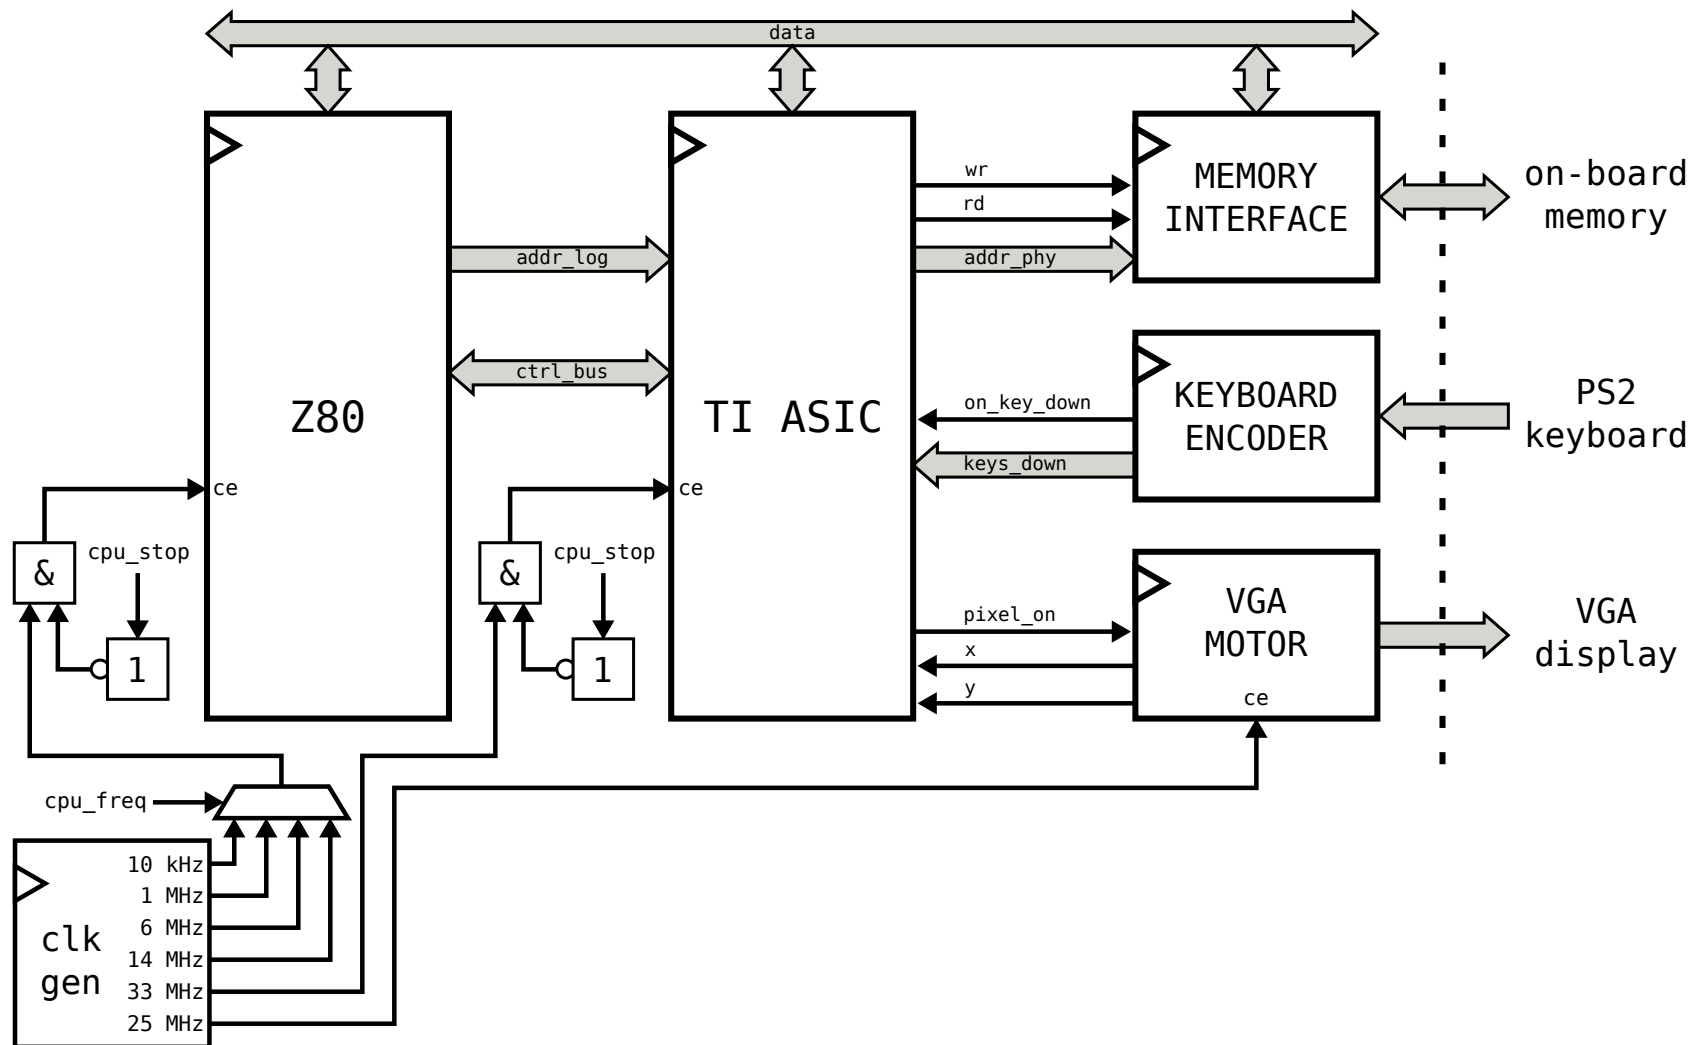 data
Z80
TI ASIC
MEMORY
INTERFACE
on-board
memory
wr
rd
addr_log
addr_phy
ctrl_bus
KEYBOARD
ENCODER
PS2
keyboard
on_key_down
keys_down
ce
ce
cpu_stop
cpu_stop
&
&
1
1
VGA
MOTOR
ce
VGA
display
pixel_on
x
y
cpu_freq
clk
gen
10 kHz
1 MHz
6 MHz
14 MHz
33 MHz
25 MHz